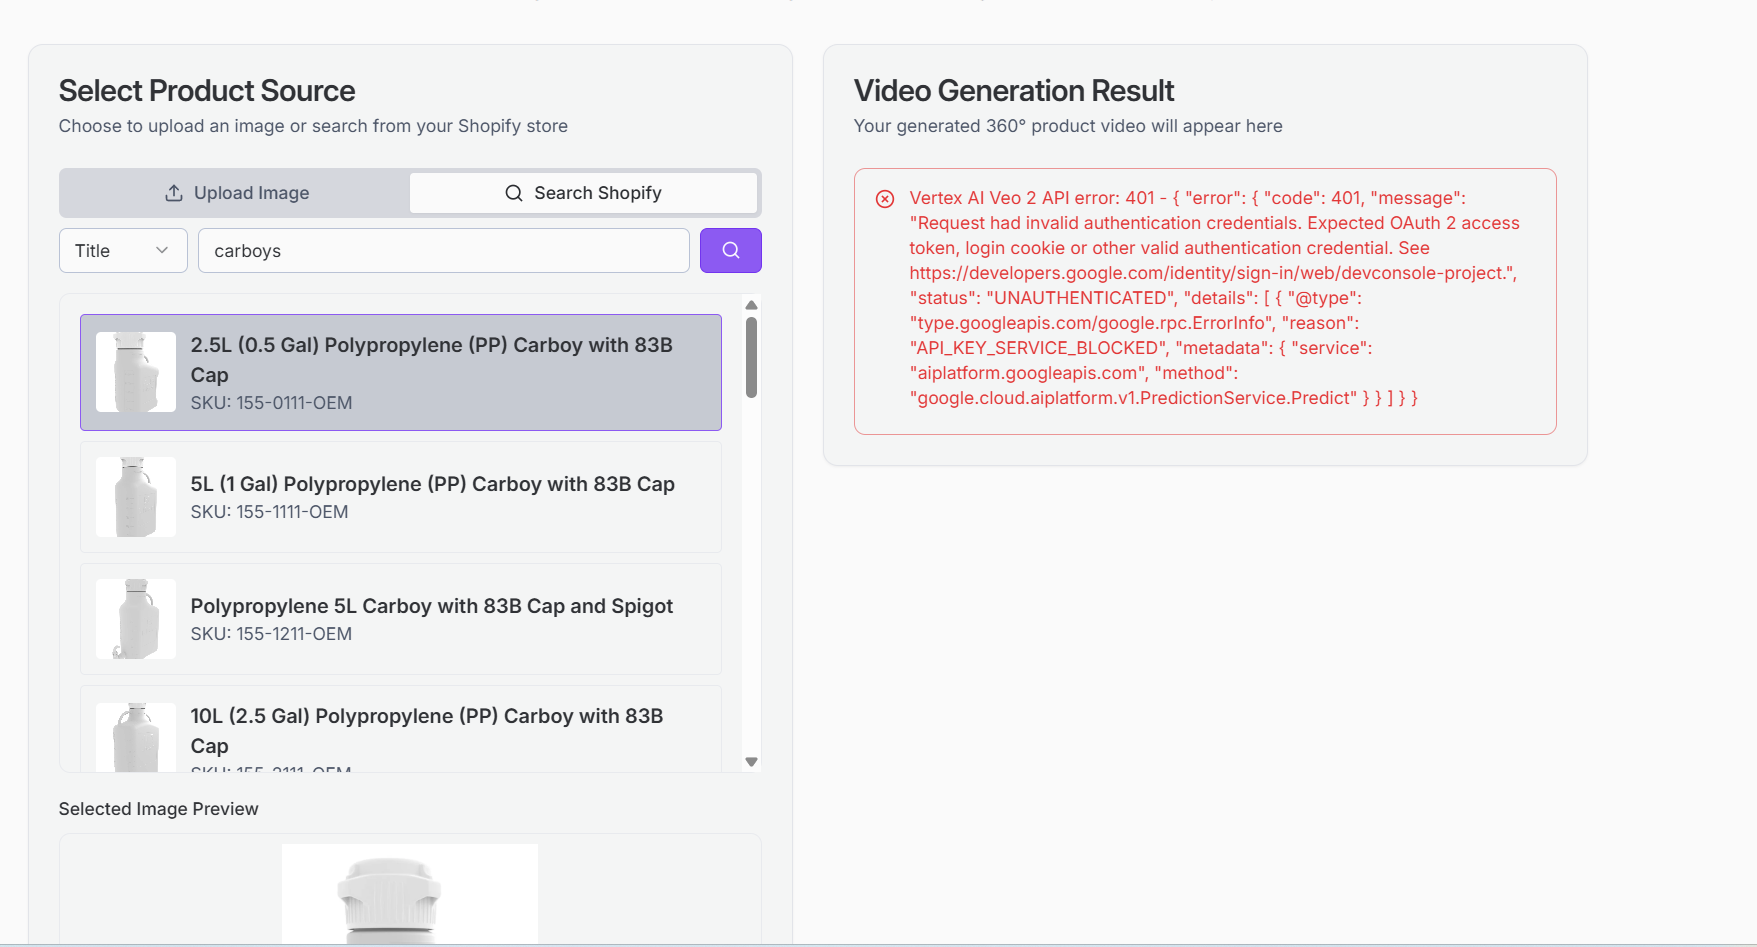 Select Product Source
Choose to upload an image or search from your Shopify store
Upload Image
Search Shopify
Title
carboys
2.5L (0.5 Gal) Polypropylene (PP) Carboy with 83B
Cap
SKU: 155-0111-OEM
5L (1 Gal) Polypropylene (PP) Carboy with 83B Cap
SKU: 155-1111-OEM
Polypropylene 5L Carboy with 83B Cap and Spigot
SKU: 155-1211-OEM
10L (2.5 Gal) Polypropylene (PP) Carboy with 83B
Cap
SKU: 155-2111-OEM
Selected Image Preview
Video Generation Result
Your generated 360° product video will appear here
Vertex AI Veo 2 API error: 401 - { "error": { "code": 401, "message":
"Request had invalid authentication credentials. Expected OAuth 2 access
token, login cookie or other valid authentication credential. See
https://developers.google.com/identity/sign-in/web/devconsole-project.",
"status": "UNAUTHENTICATED", "details": [ { "@type":
"type.googleapis.com/google.rpc.ErrorInfo", "reason":
"API_KEY_SERVICE_BLOCKED", "metadata": { "service":
"aiplatform.googleapis.com", "method":
"google.cloud.aiplatform.v1.PredictionService.Predict" } } ] } }